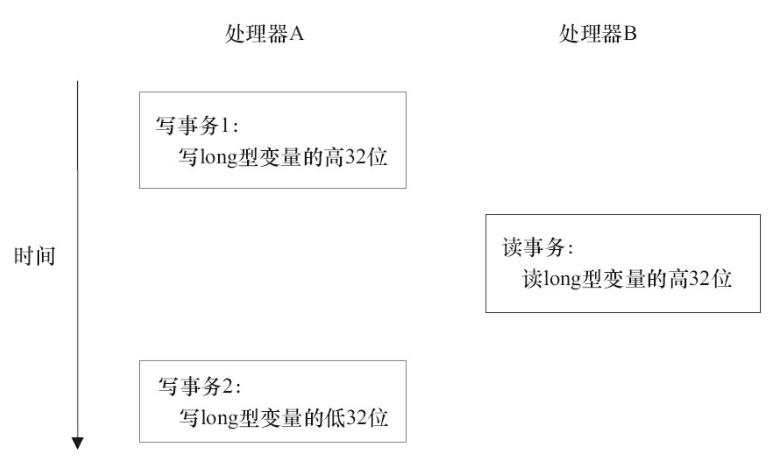 处理器A
处理器B
写事务1:
写long型变量的高32位
读事务:
读long型变量的高32位
时间
写事务2:
写long型变量的低32位